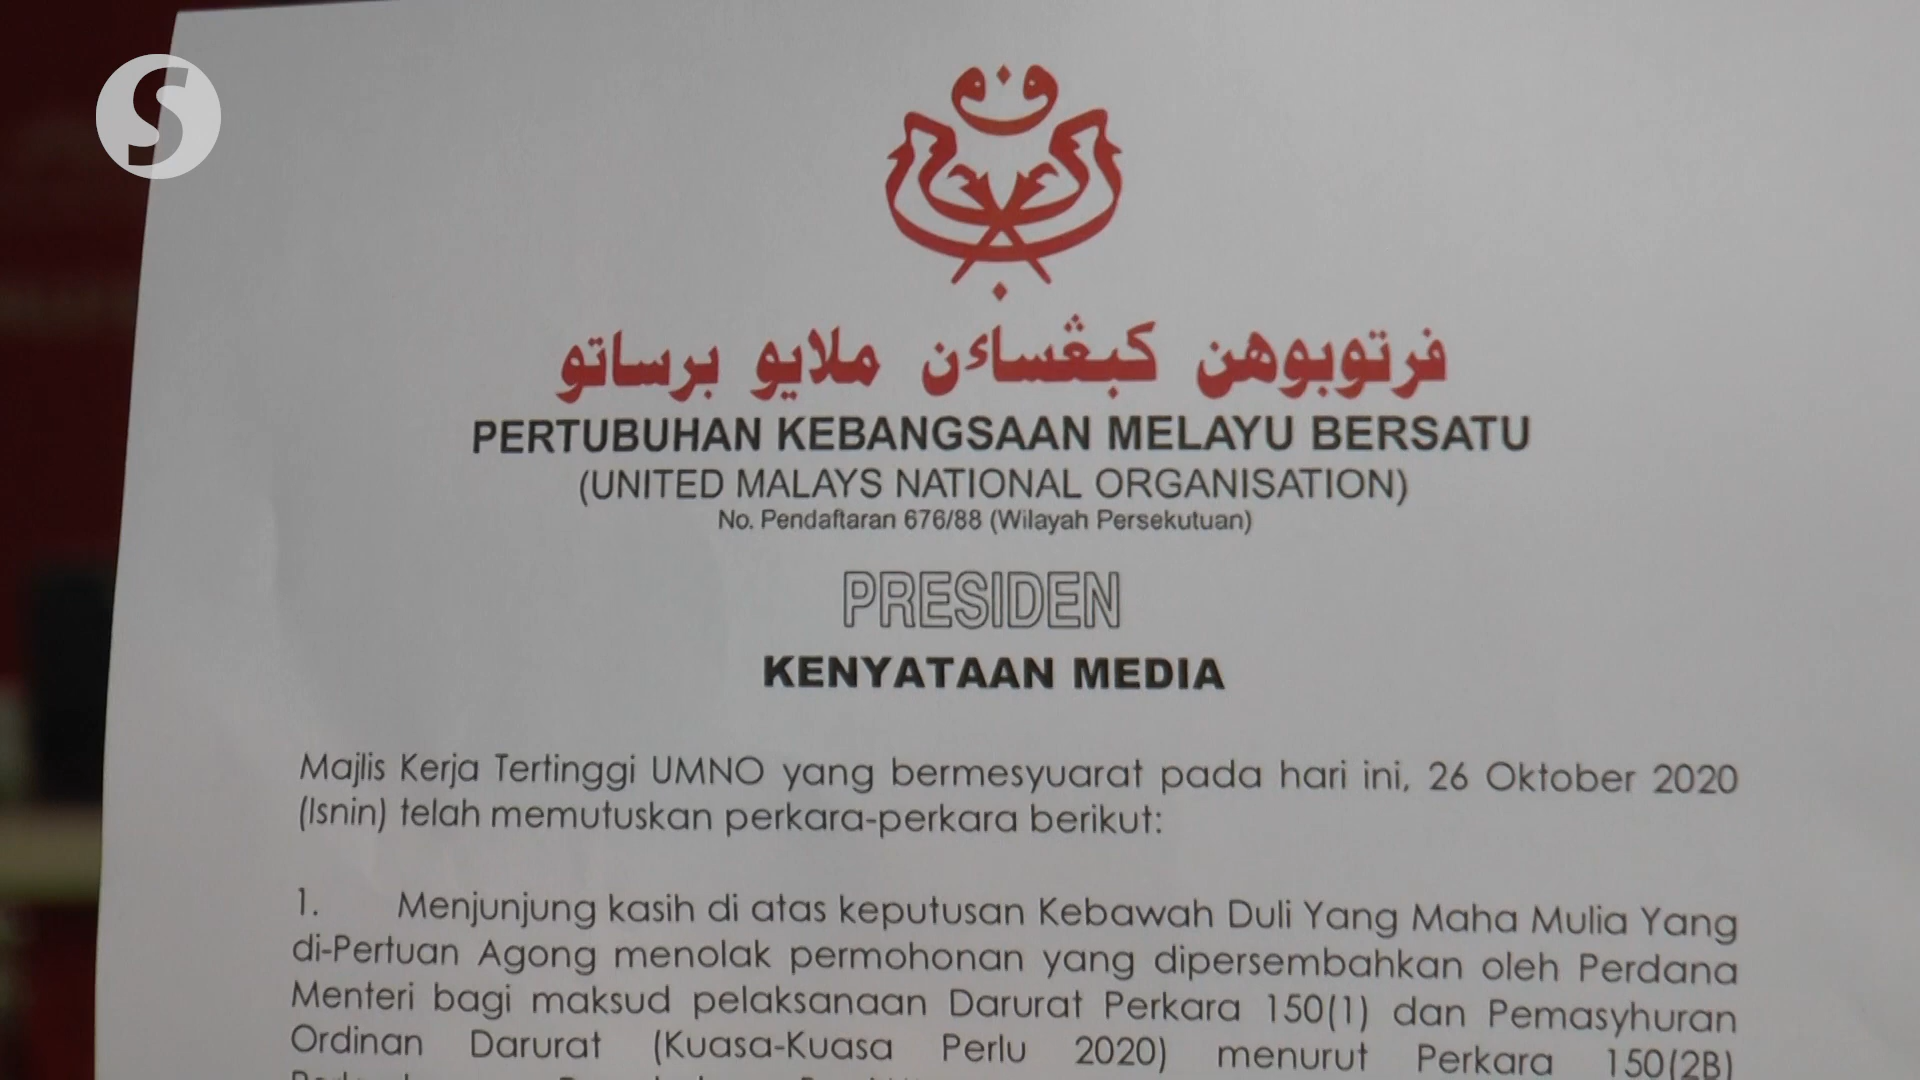 S
فرتوبوهن كبڠساءن ملايو برساتو
PERTUBUHAN KEBANGSAAN MELAYU BERSATU
(UNITED MALAYS NATIONAL ORGANISATION)
No. Pendaftaran 676/88 (Wilayah Persekutuan)
PRESIDEN
KENYATAAN MEDIA
Majlis Kerja Tertinggi UMNO yang bermesyuarat pada hari ini, 26 Oktober 2020
(Isnin) telah memutuskan perkara-perkara berikut:
1. Menjunjung kasih di atas keputusan Kebawah Duli Yang Maha Mulia Yang
di-Pertuan Agong menolak permohonan yang dipersembahkan oleh Perdana
Menteri bagi maksud pelaksanaan Darurat Perkara 150(1) dan Pemasyhuran
Ordinan Darurat (Kuasa-Kuasa Perlu 2020) menurut Perkara 150(2B)